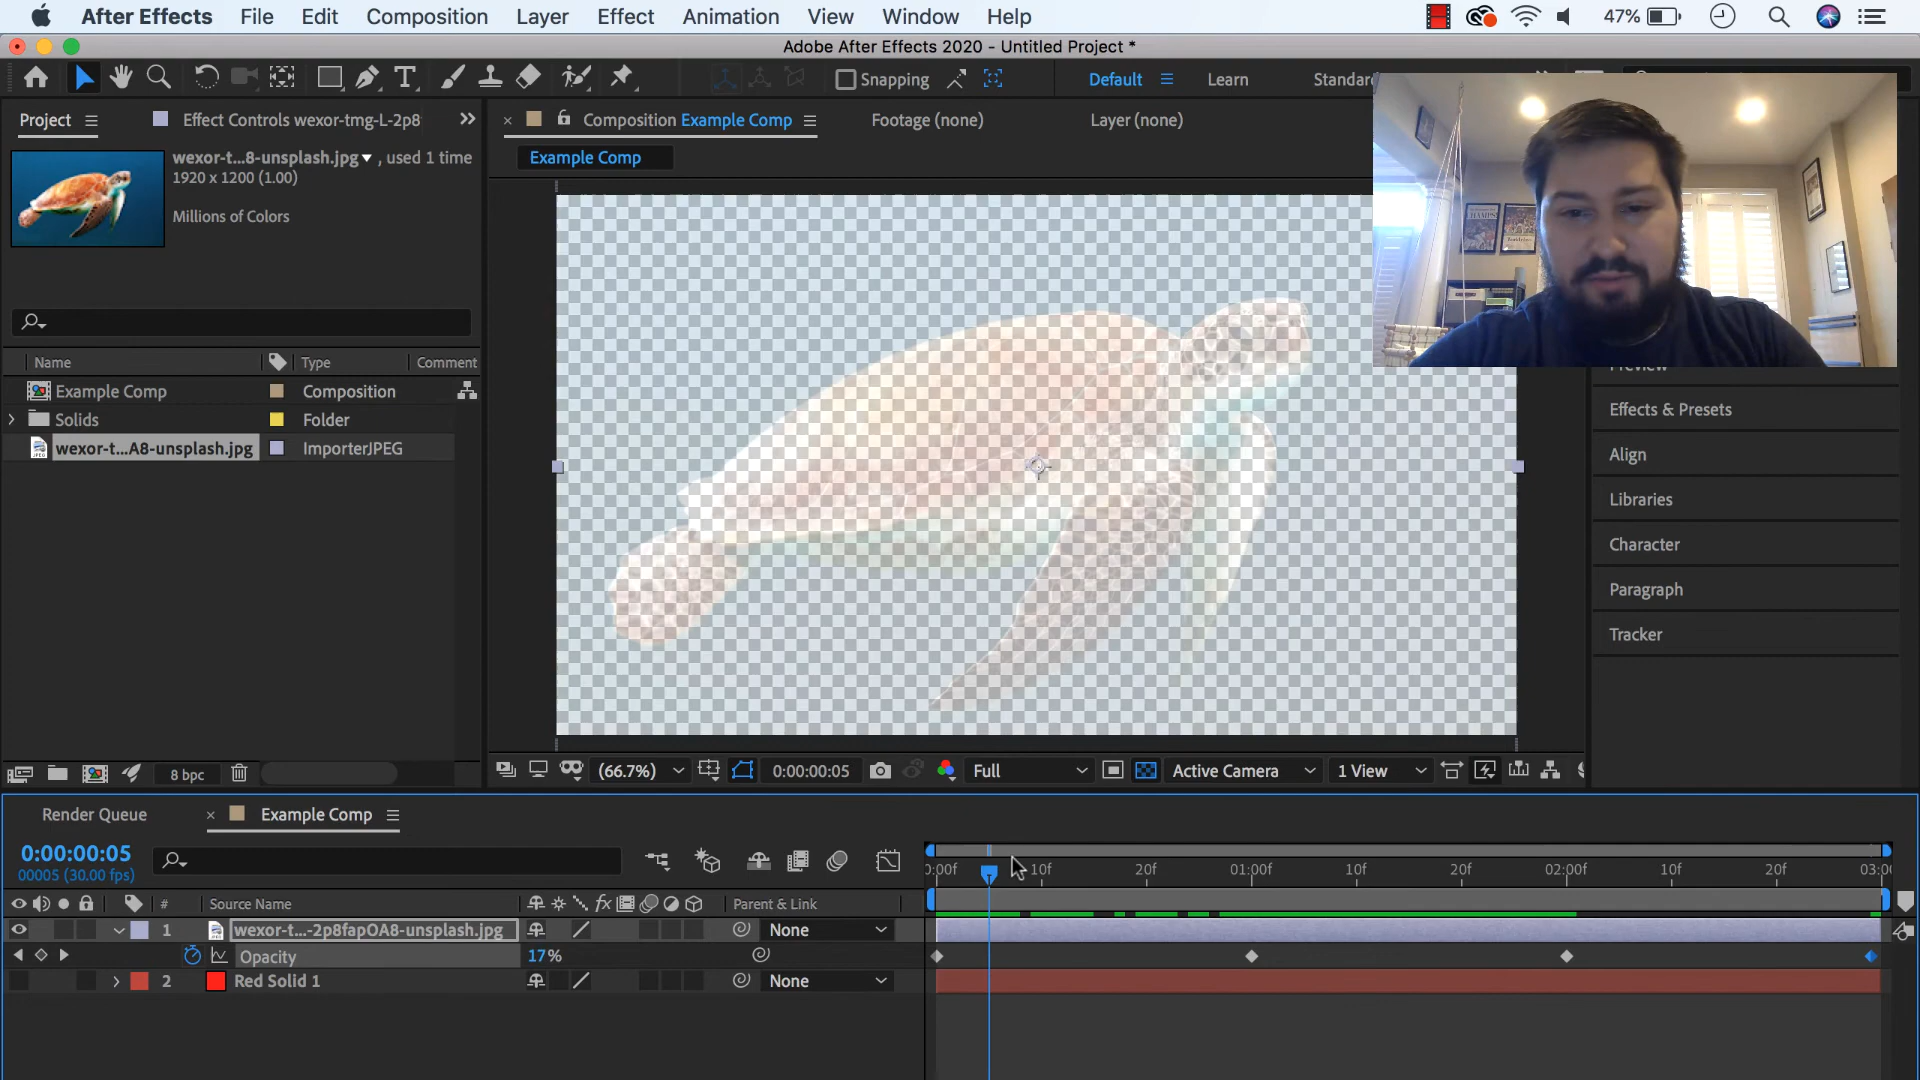 After Effects File Edit Composition Layer Effect Animation View Window Help 47%
Adobe After Effects 2020 - Untitled Project *
Snapping Default Learn Standar
Project Effect Controls wexor-tmg-L-2p8 Composition Example Comp Footage (none) Layer (none)
wexor-t...8-unsplash.jpg , used 1 time
1920 x 1200 (1.00)
Millions of Colors
Example Comp
Name Type Comment
Example Comp Composition
Solids Folder
wexor-t...A8-unsplash.jpg ImporterJPEG
Preview
Effects & Presets
Align
Libraries
Character
Paragraph
Tracker
8 bpc (66.7%) 0:00:00:05 Full Active Camera 1 View
Render Queue Example Comp
0:00:00:05
00005 (30.00 fps)
0:00f 10f 20f 01:00f 10f 20f 02:00f 10f 20f 03:00
# Source Name fx Parent & Link
1 wexor-t...-2p8fapOA8-unsplash.jpg None
Opacity 17%
2 Red Solid 1 None